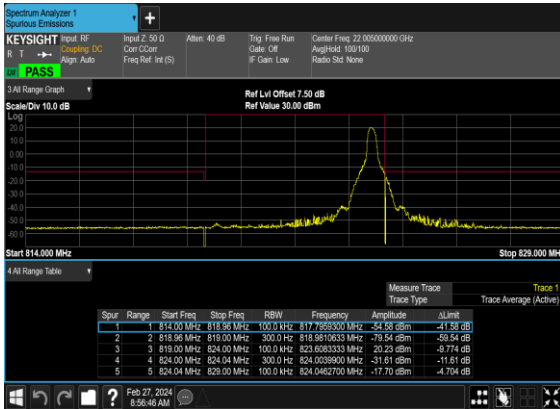 Spectrum Analyzer 1
Spurious Emissions
KEYSIGHT Input: RF Input Z: 50 Ω Atten: 40 dB Trig: Free Run Center Freq: 22.005000000 GHz
R T Coupling: DC Corr CCorr Gate: Off Avg|Hold: 100/100
Align: Auto Freq Ref: Int (S) IF Gain: Low Radio Std: None
PASS
3 All Range Graph Ref Lvl Offset 7.50 dB
Scale/Div 10.0 dB Ref Value 30.00 dBm
Log
20.0
10.0
0.00
-10.0
-20.0
-30.0
-40.0
-50.0
-60.0
Start 814.000 MHz Stop 829.000 MH
4 All Range Table
Measure Trace Trace 1
Trace Type Trace Average (Active)
Spur Range Start Freq Stop Freq RBW Frequency Amplitude ΔLimit
1 1 814.00 MHz 818.96 MHz 100.0 kHz 817.7959300 MHz -54.58 dBm -41.58 dB
2 2 818.96 MHz 819.00 MHz 300.0 Hz 818.9810633 MHz -79.54 dBm -59.54 dB
3 3 819.00 MHz 824.00 MHz 100.0 kHz 823.6083333 MHz 20.23 dBm -9.774 dB
4 4 824.00 MHz 824.04 MHz 300.0 Hz 824.0039900 MHz -31.61 dBm -11.61 dB
5 5 824.04 MHz 829.00 MHz 100.0 kHz 824.0462700 MHz -17.70 dBm -4.704 dB
Feb 27, 2024
8:56:46 AM